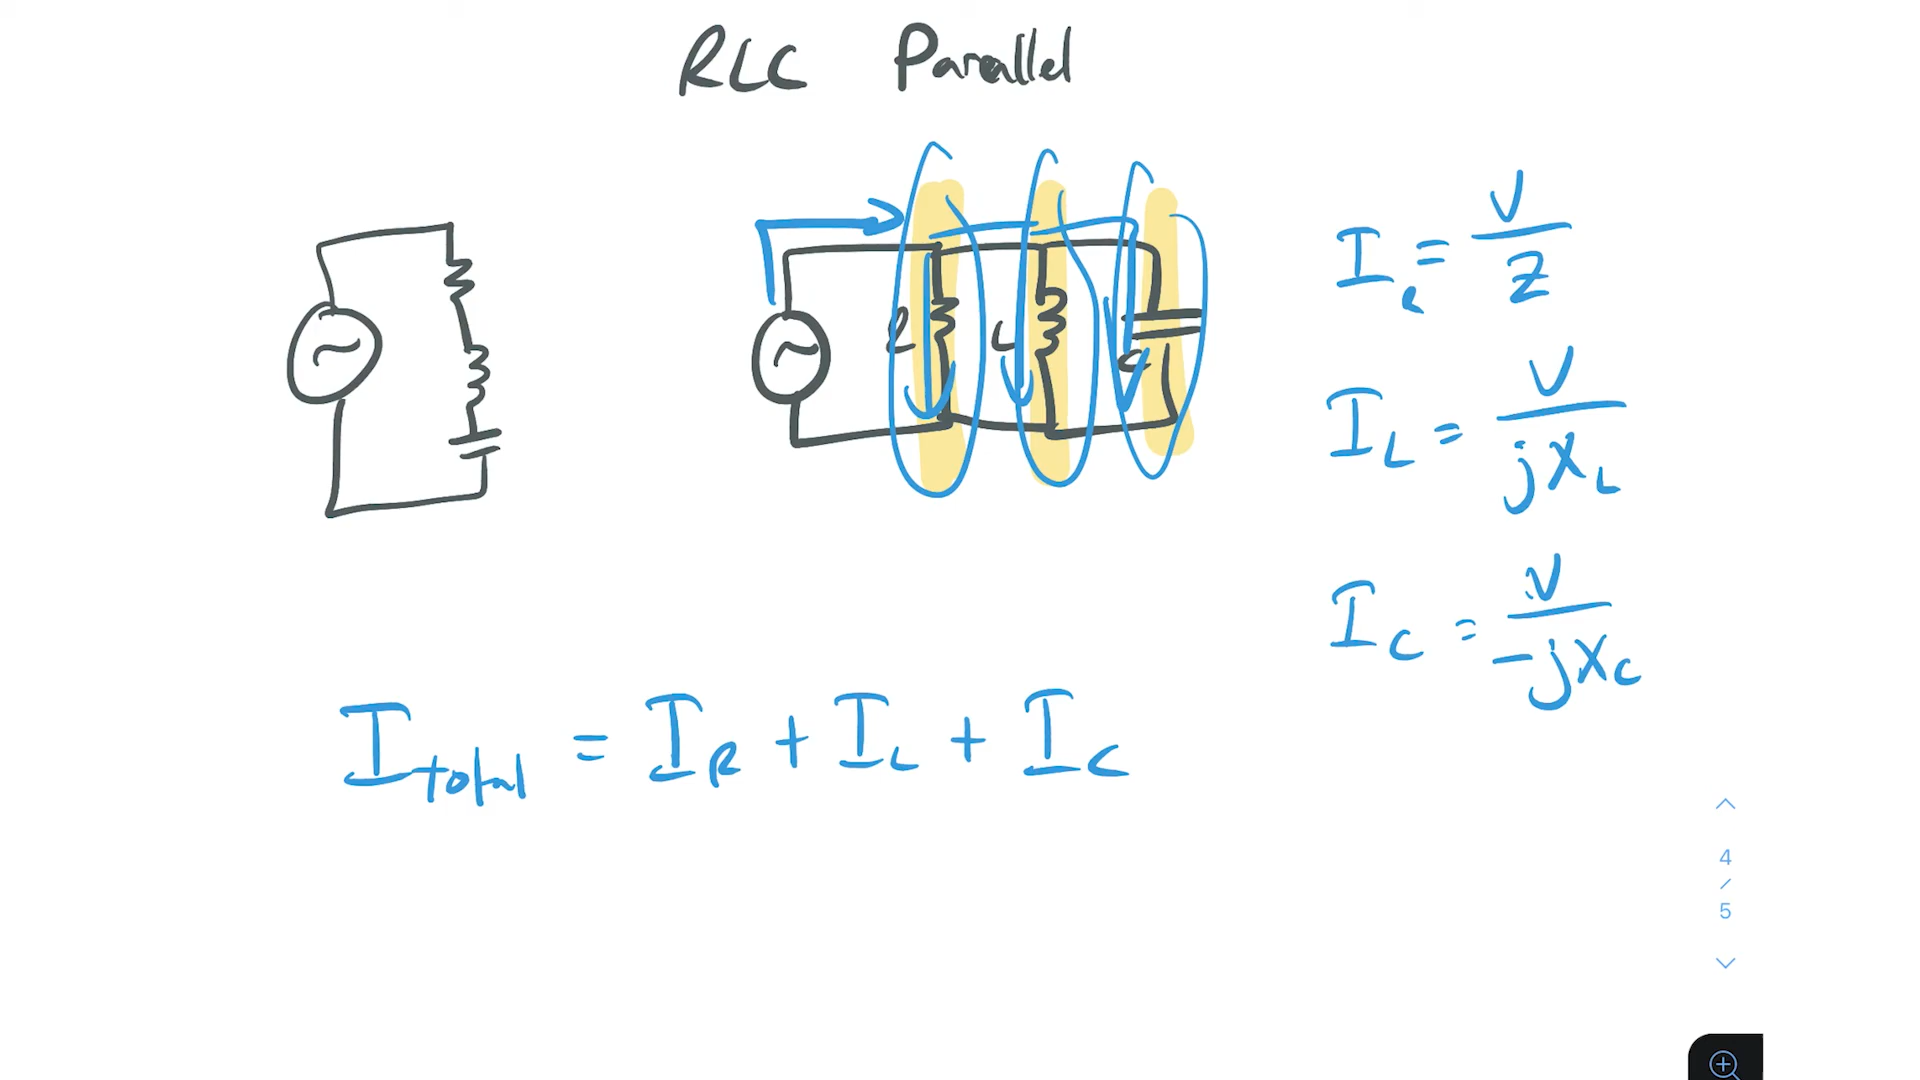 RLC Parallel
R L C
I_R = V/Z
I_L = V/jX_L
I_C = V/-jX_C
I_total = I_R + I_L + I_C
4
/
5